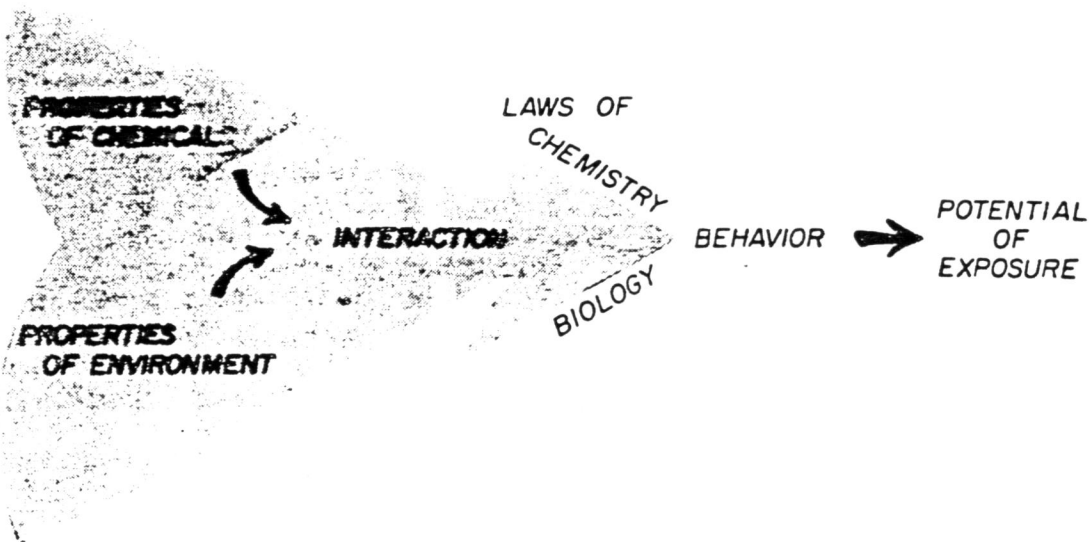 PROPERTIES
OF CHEMICAL
LAWS OF
CHEMISTRY
INTERACTION
BEHAVIOR
POTENTIAL
OF
EXPOSURE
BIOLOGY
PROPERTIES
OF ENVIRONMENT